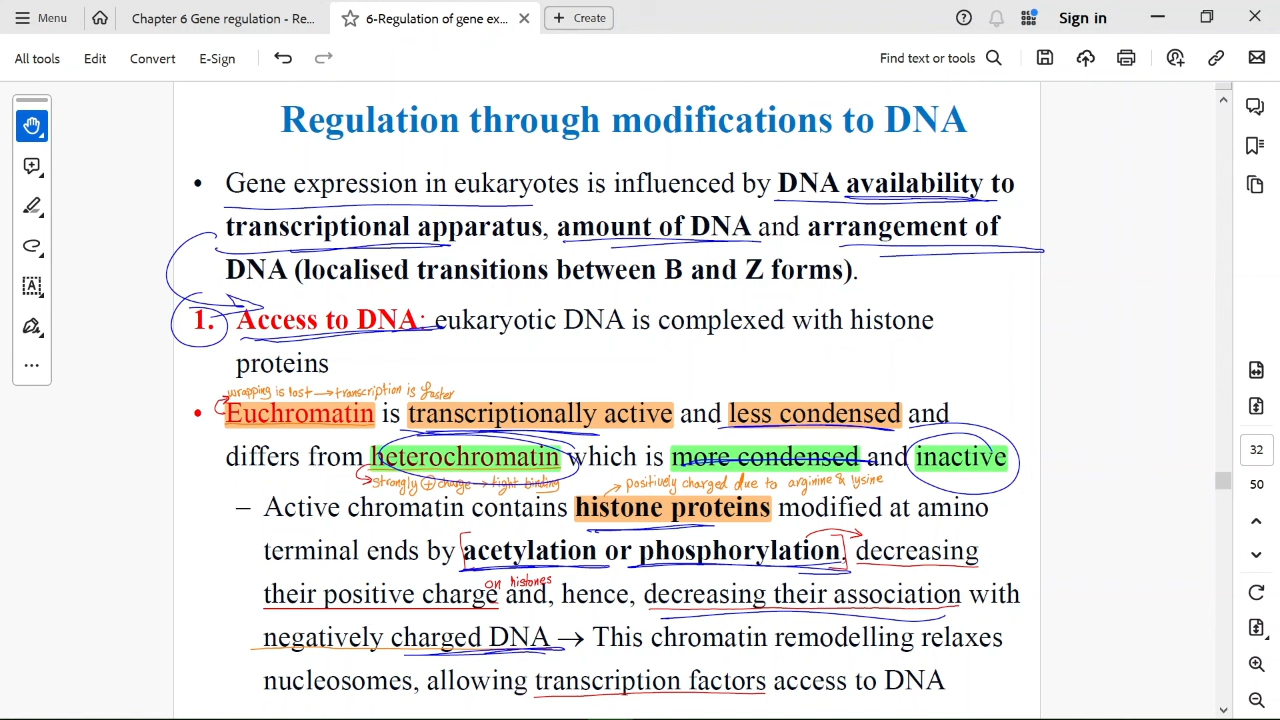 Menu
Chapter 6 Gene regulation - Re...
6-Regulation of gene ex...
Create
Sign in
All tools
Edit
Convert
E-Sign
Find text or tools
Regulation through modifications to DNA
• Gene expression in eukaryotes is influenced by DNA availability to
transcriptional apparatus, amount of DNA and arrangement of
DNA (localised transitions between B and Z forms).
1. Access to DNA: eukaryotic DNA is complexed with histone
proteins
wrapping is lost → transcription is faster
• Euchromatin is transcriptionally active and less condensed and
differs from heterochromatin which is more condensed and inactive
strongly + charge → tight binding
→ positively charged due to arginine & lysine
– Active chromatin contains histone proteins modified at amino
terminal ends by acetylation or phosphorylation, decreasing
on histones
their positive charge and, hence, decreasing their association with
negatively charged DNA → This chromatin remodelling relaxes
nucleosomes, allowing transcription factors access to DNA
32
50